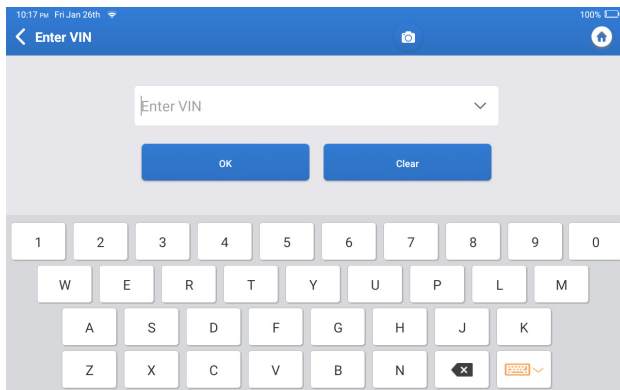 10:17 PM Fri Jan 26th 100%
Enter VIN
Enter VIN
OK Clear
1 2 3 4 5 6 7 8 9 0
W E R T Y U P L M
A S D F G H J K
Z X C V B N